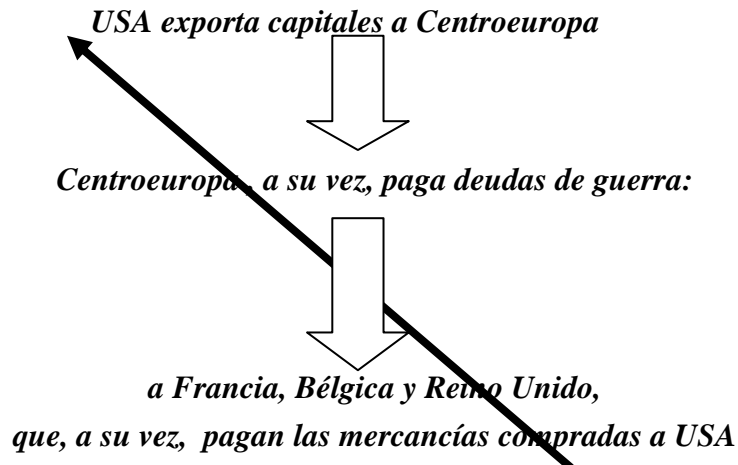 USA exporta capitales a Centroeuropa
Centroeuropa , a su vez, paga deudas de guerra:
a Francia, Bélgica y Reino Unido,
que, a su vez, pagan las mercancías compradas a USA